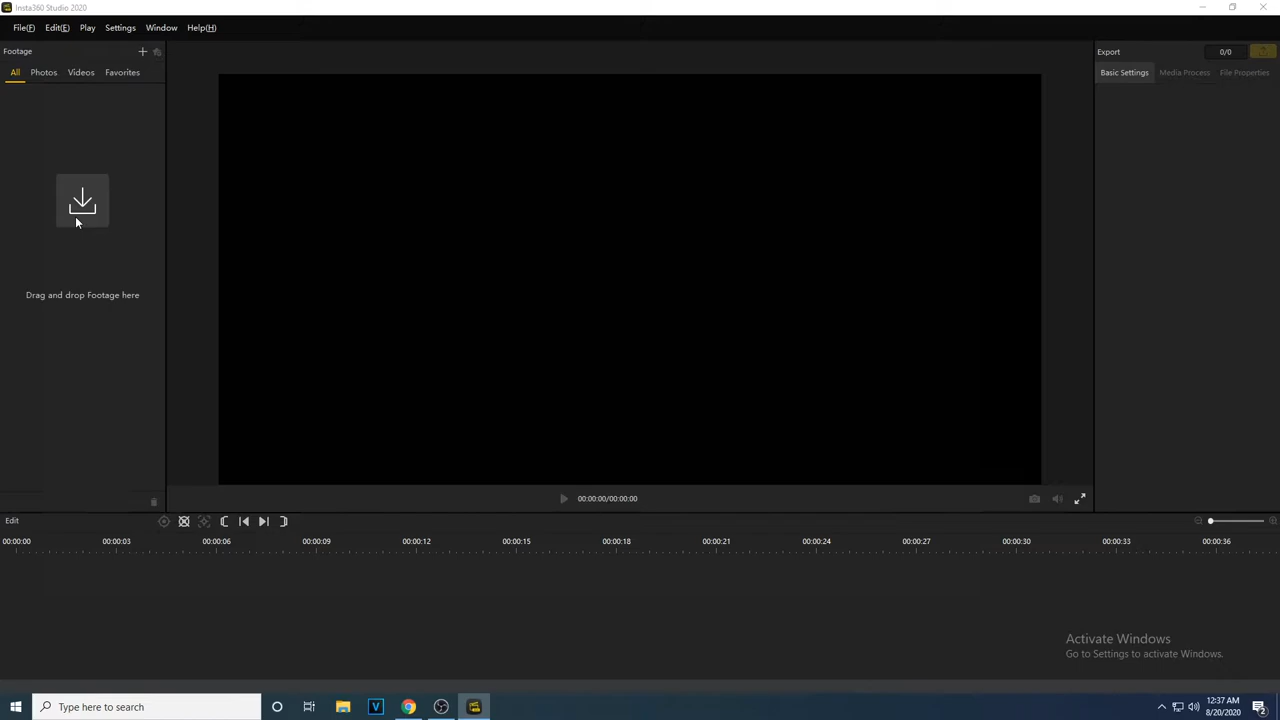 Insta360 Studio 2020
File(F) Edit(E) Play Settings Window Help(H)
Footage
All Photos Videos Favorites
Drag and drop Footage here
00:00:00/00:00:00
Export 0/0
Basic Settings Media Process File Properties
Edit
00:00:00 00:00:03 00:00:06 00:00:09 00:00:12 00:00:15 00:00:18 00:00:21 00:00:24 00:00:27 00:00:30 00:00:33 00:00:36
Activate Windows
Go to Settings to activate Windows.
Type here to search
12:37 AM
8/20/2020
2